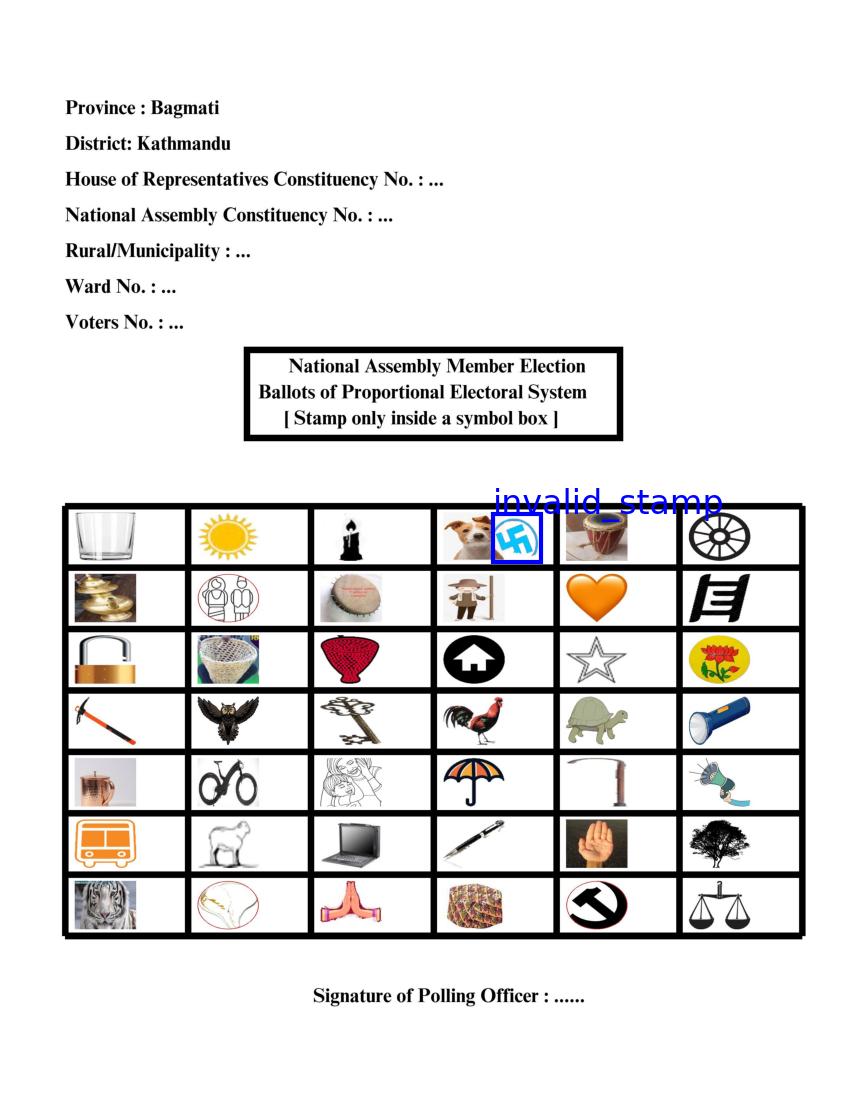 Province : Bagmati
District: Kathmandu
House of Representatives Constituency No. : ...
National Assembly Constituency No. : ...
Rural/Municipality : ...
Ward No. : ...
Voters No. : ...
National Assembly Member Election
Ballots of Proportional Electoral System
[ Stamp only inside a symbol box ]
invalid_stamp
Signature of Polling Officer : ......